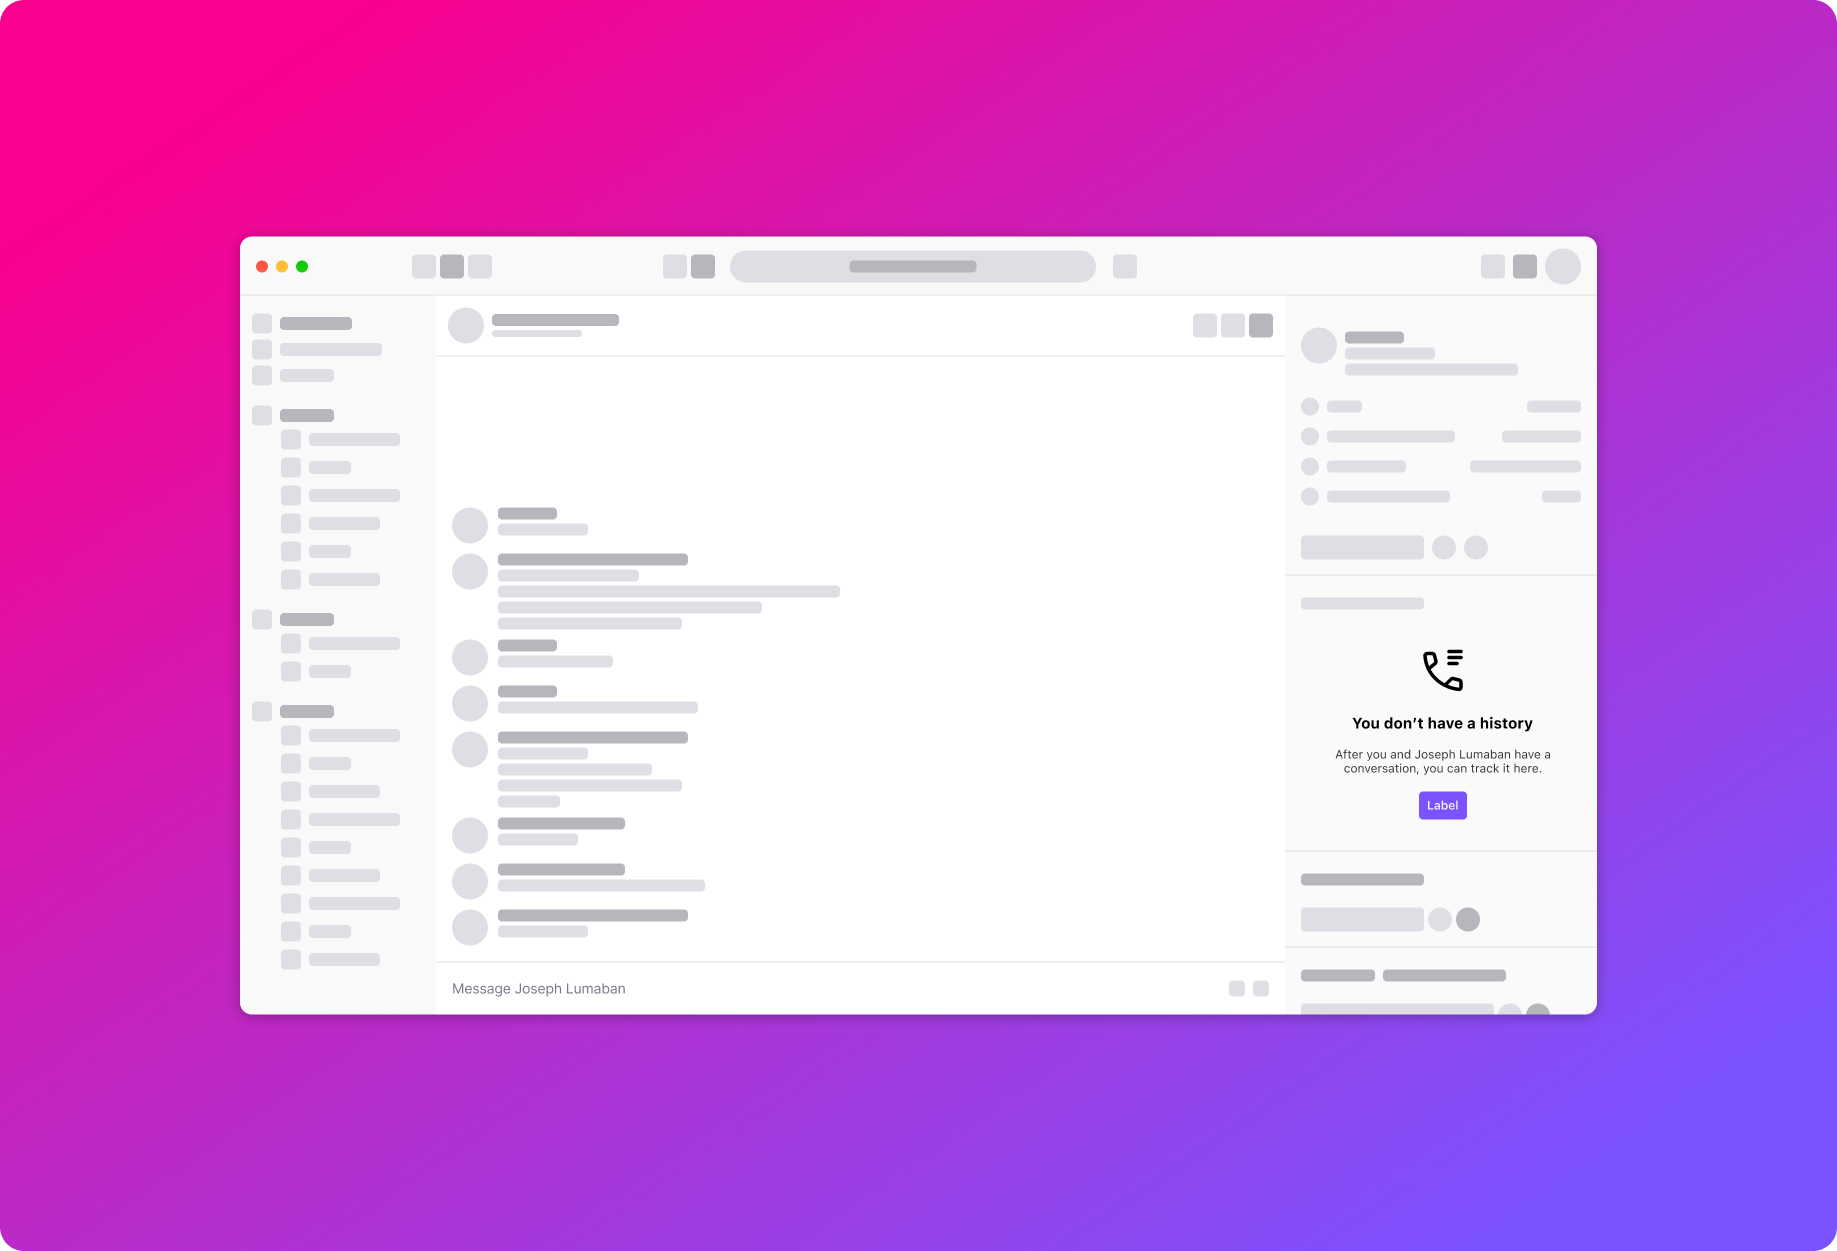 You don’t have a history
After you and Joseph Lumaban have a
conversation, you can track it here.
Label
Message Joseph Lumaban